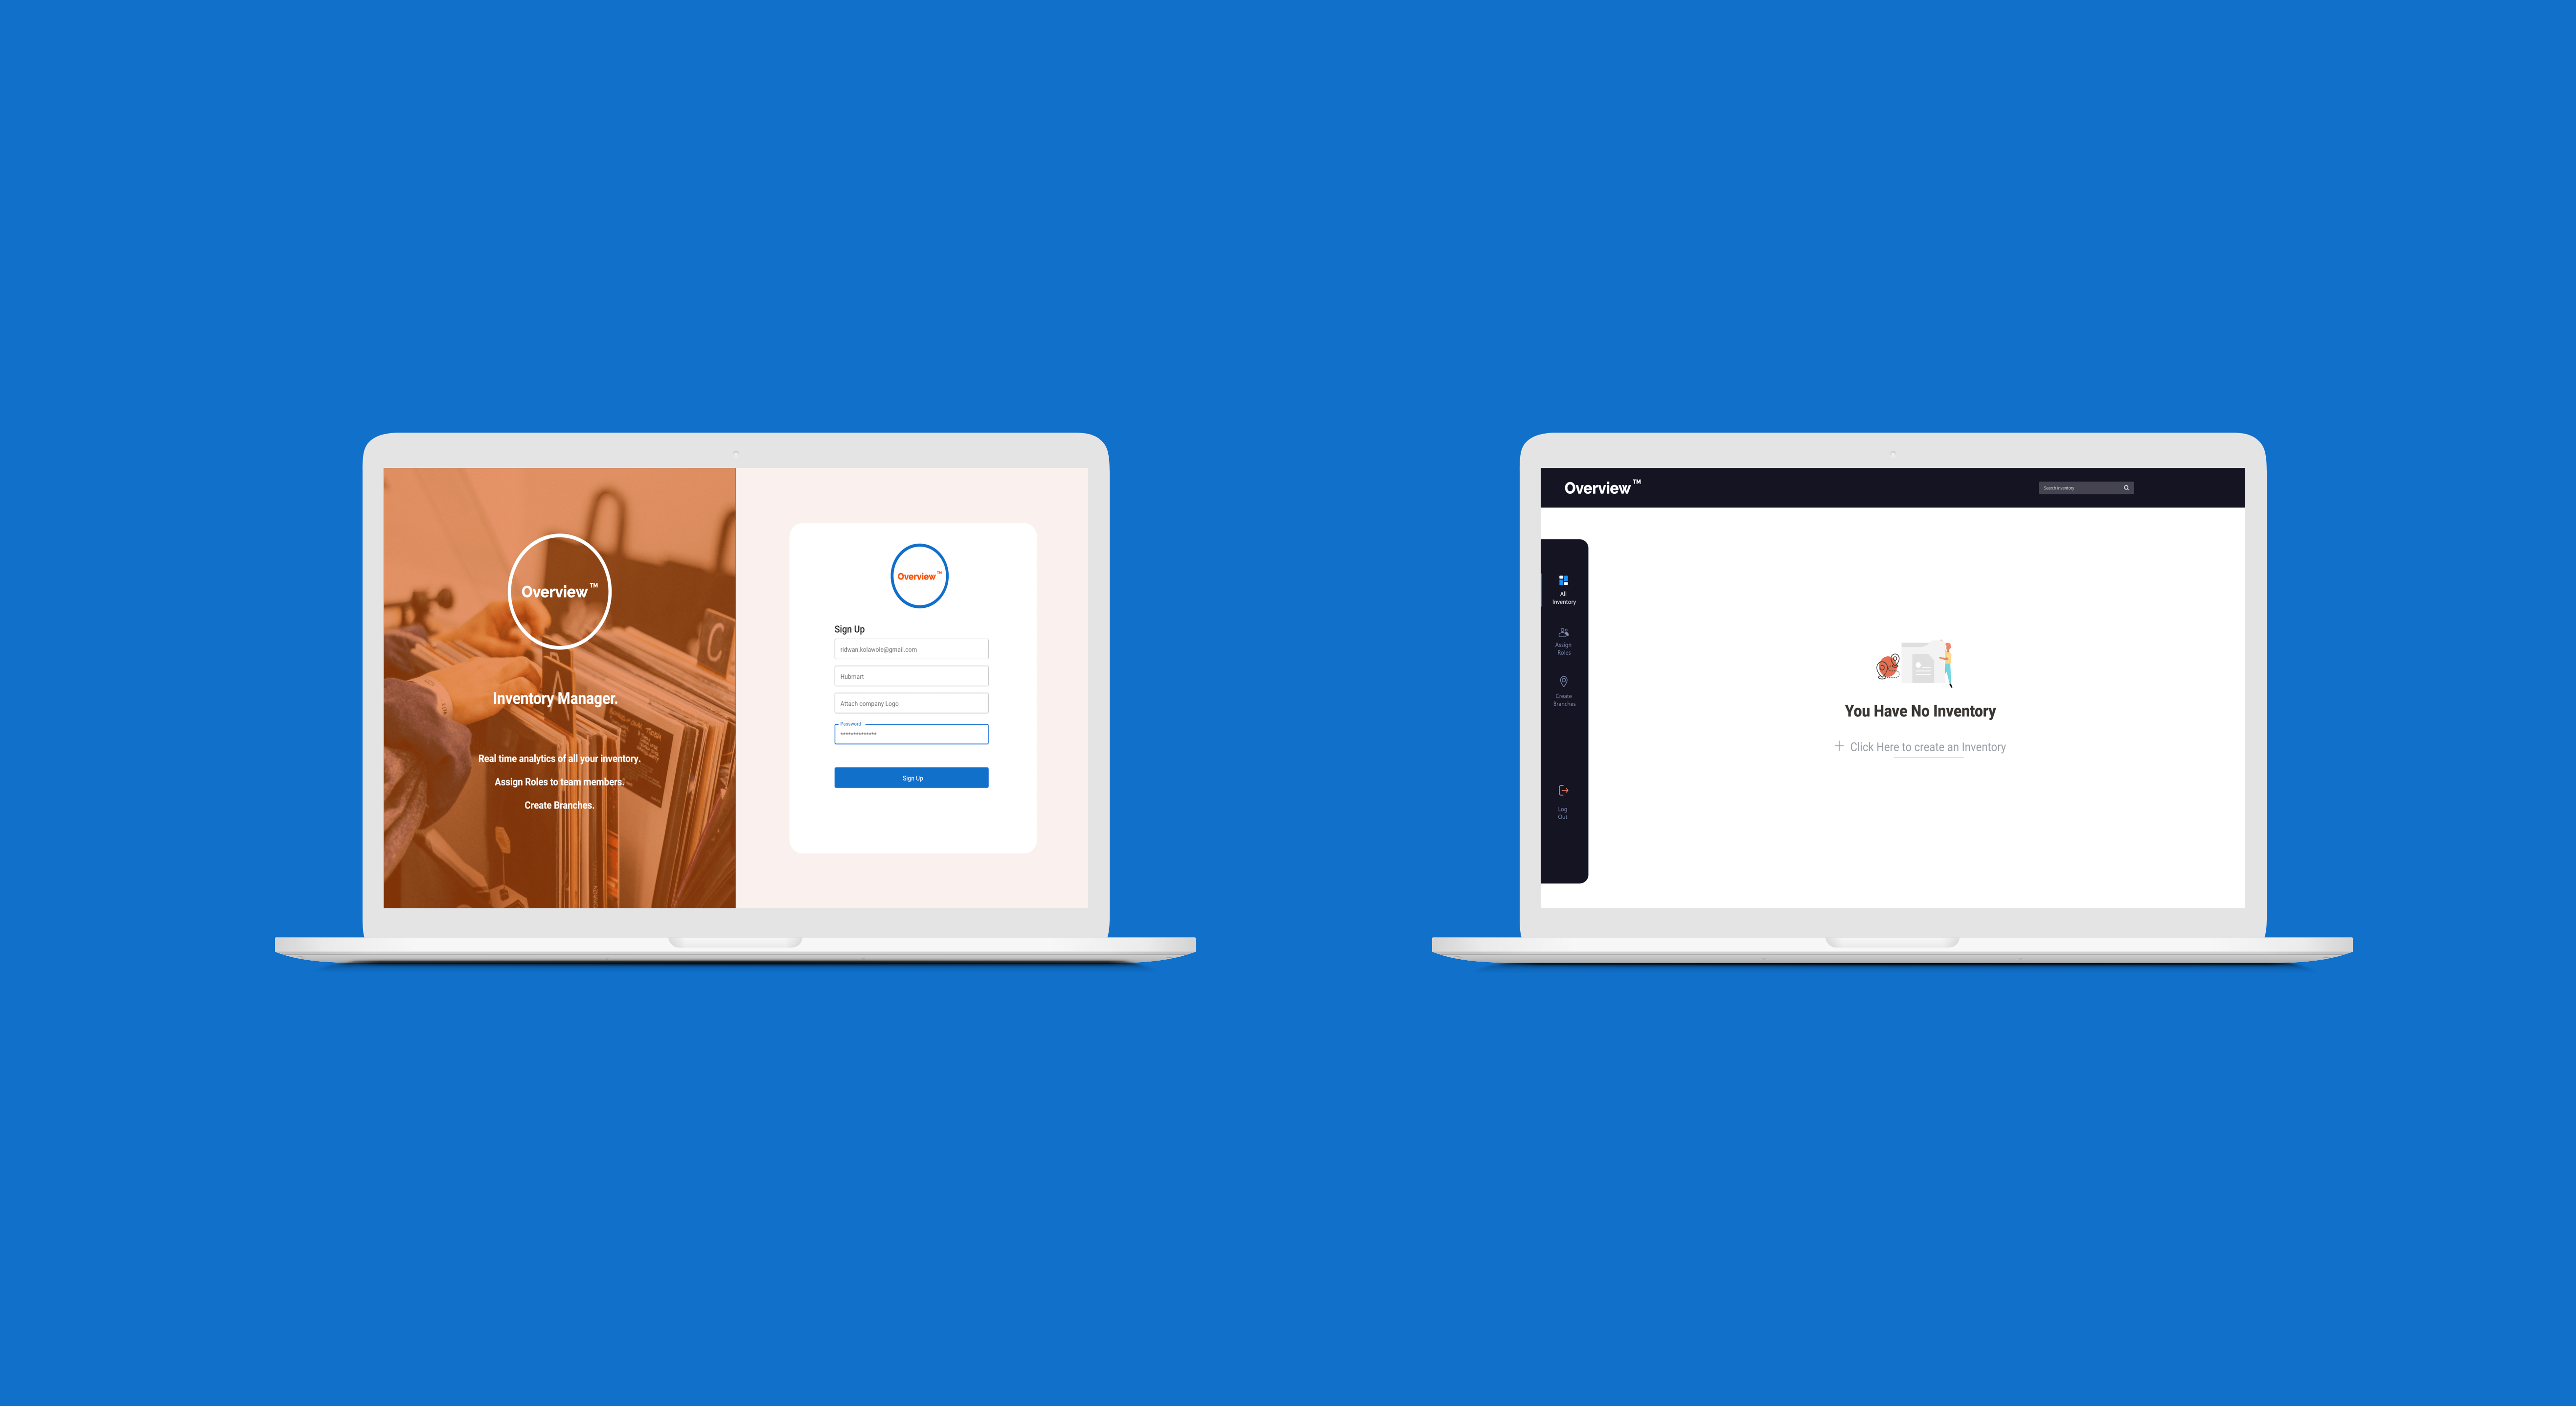 Overview™
Inventory Manager.
Real time analytics of all your inventory.
Assign Roles to team members.
Create Branches.
C
A
Overview™
Sign Up
ridwan.kolawole@gmail.com
Hubmart
Attach company Logo
Password
**************
Sign Up
Overview™
Search inventory
All
Inventory
Assign
Roles
Create
Branches
Log
Out
You Have No Inventory
+ Click Here to create an Inventory